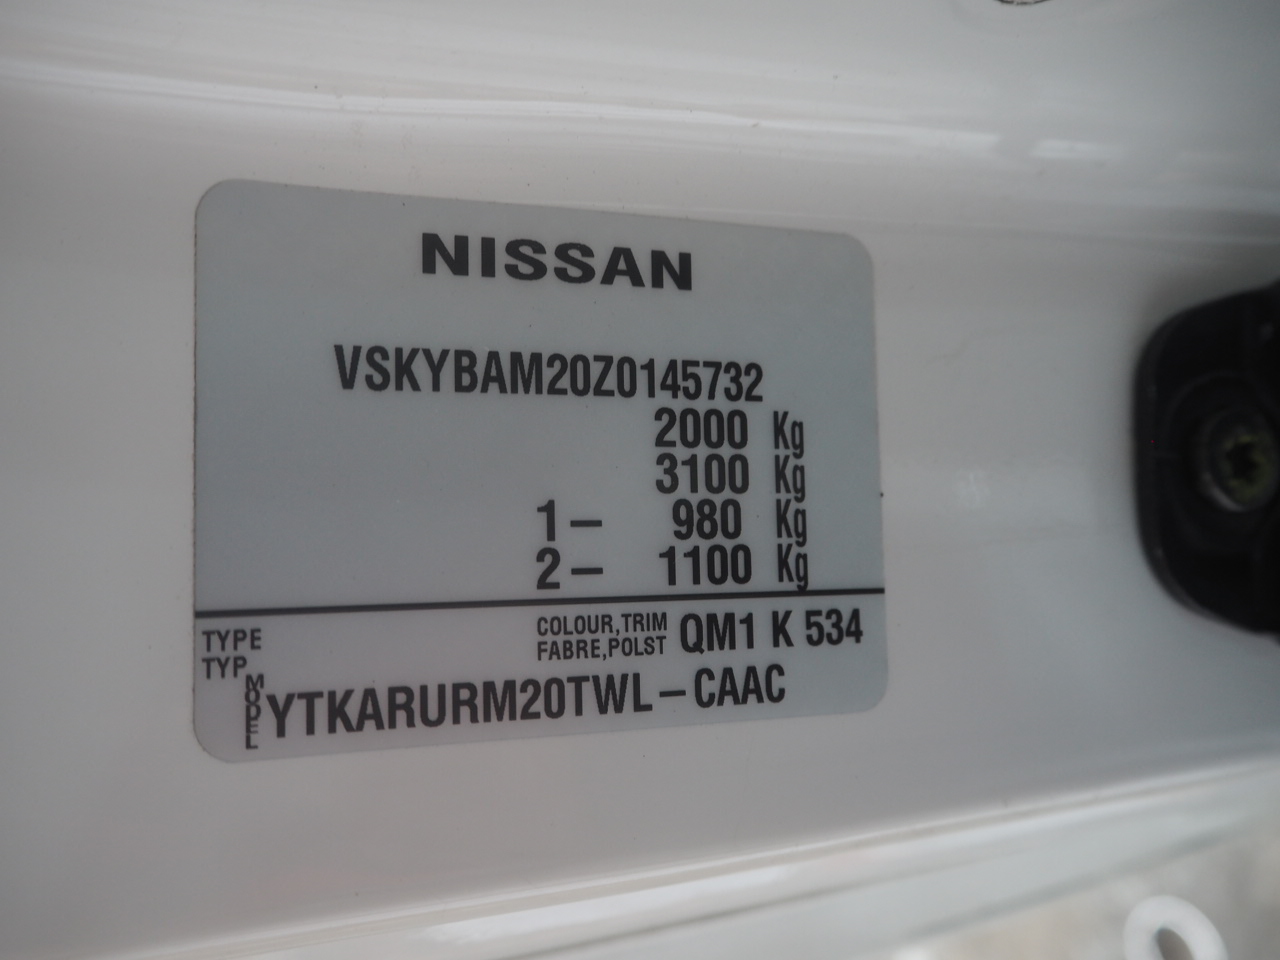 NISSAN
VSKYBAM20Z0145732
2000 Kg
3100 Kg
1 – 980 Kg
2 – 1100 Kg
TYPE
TYP
COLOUR,TRIM
FABRE,POLST
QM1 K 534
MODEL
YTKARURM20TWL – CAAC